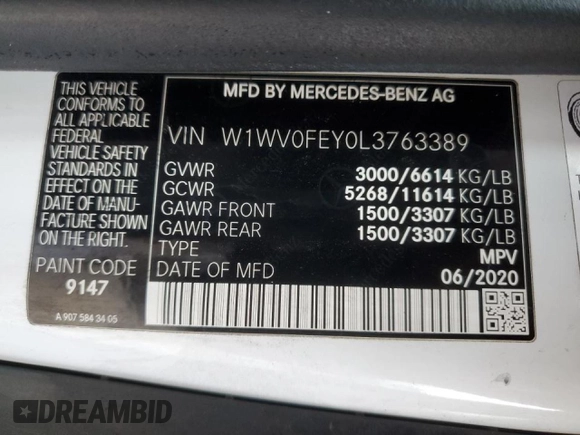 THIS VEHICLE
CONFORMS TO
ALL
APPLICABLE
FEDERAL
MOTOR
VEHICLE SAFETY
STANDARDS IN
EFFECT ON THE
DATE OF MANU-
FACTURE SHOWN
ON THE RIGHT.
PAINT CODE
9147
A 907 584 34 05
MFD BY MERCEDES-BENZ AG
VIN W1WV0FEY0L3763389
GVWR 3000/6614 KG/LB
GCWR 5268/11614 KG/LB
GAWR FRONT 1500/3307 KG/LB
GAWR REAR 1500/3307 KG/LB
TYPE MPV
DATE OF MFD 06/2020
DREAMBID